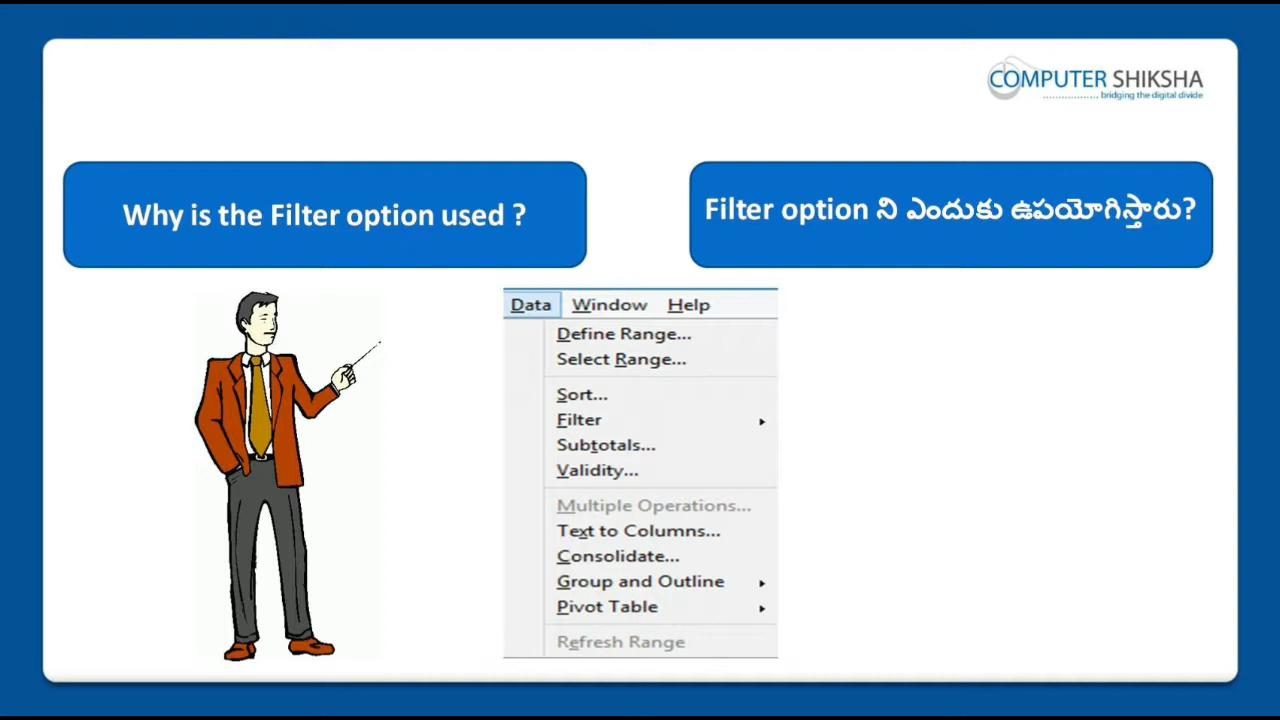 COMPUTER SHIKSHA
bridging the digital divide
Why is the Filter option used ?
Filter option ని ఎందుకు ఉపయోగిస్తారు?
Data Window Help
Define Range...
Select Range...
Sort...
Filter
Subtotals...
Validity...
Multiple Operations...
Text to Columns...
Consolidate...
Group and Outline
Pivot Table
Refresh Range